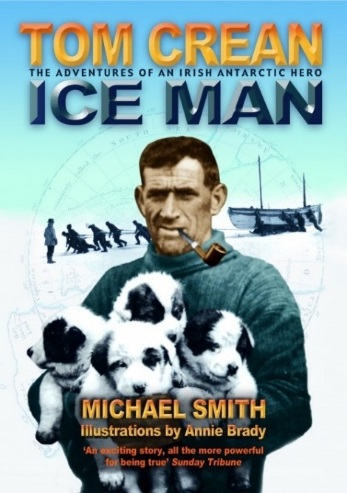 TOM CREAN
THE ADVENTURES OF AN IRISH ANTARCTIC HERO
ICE MAN
MICHAEL SMITH
Illustrations by Annie Brady
'An exciting story, all the more powerful
for being true' Sunday Tribune